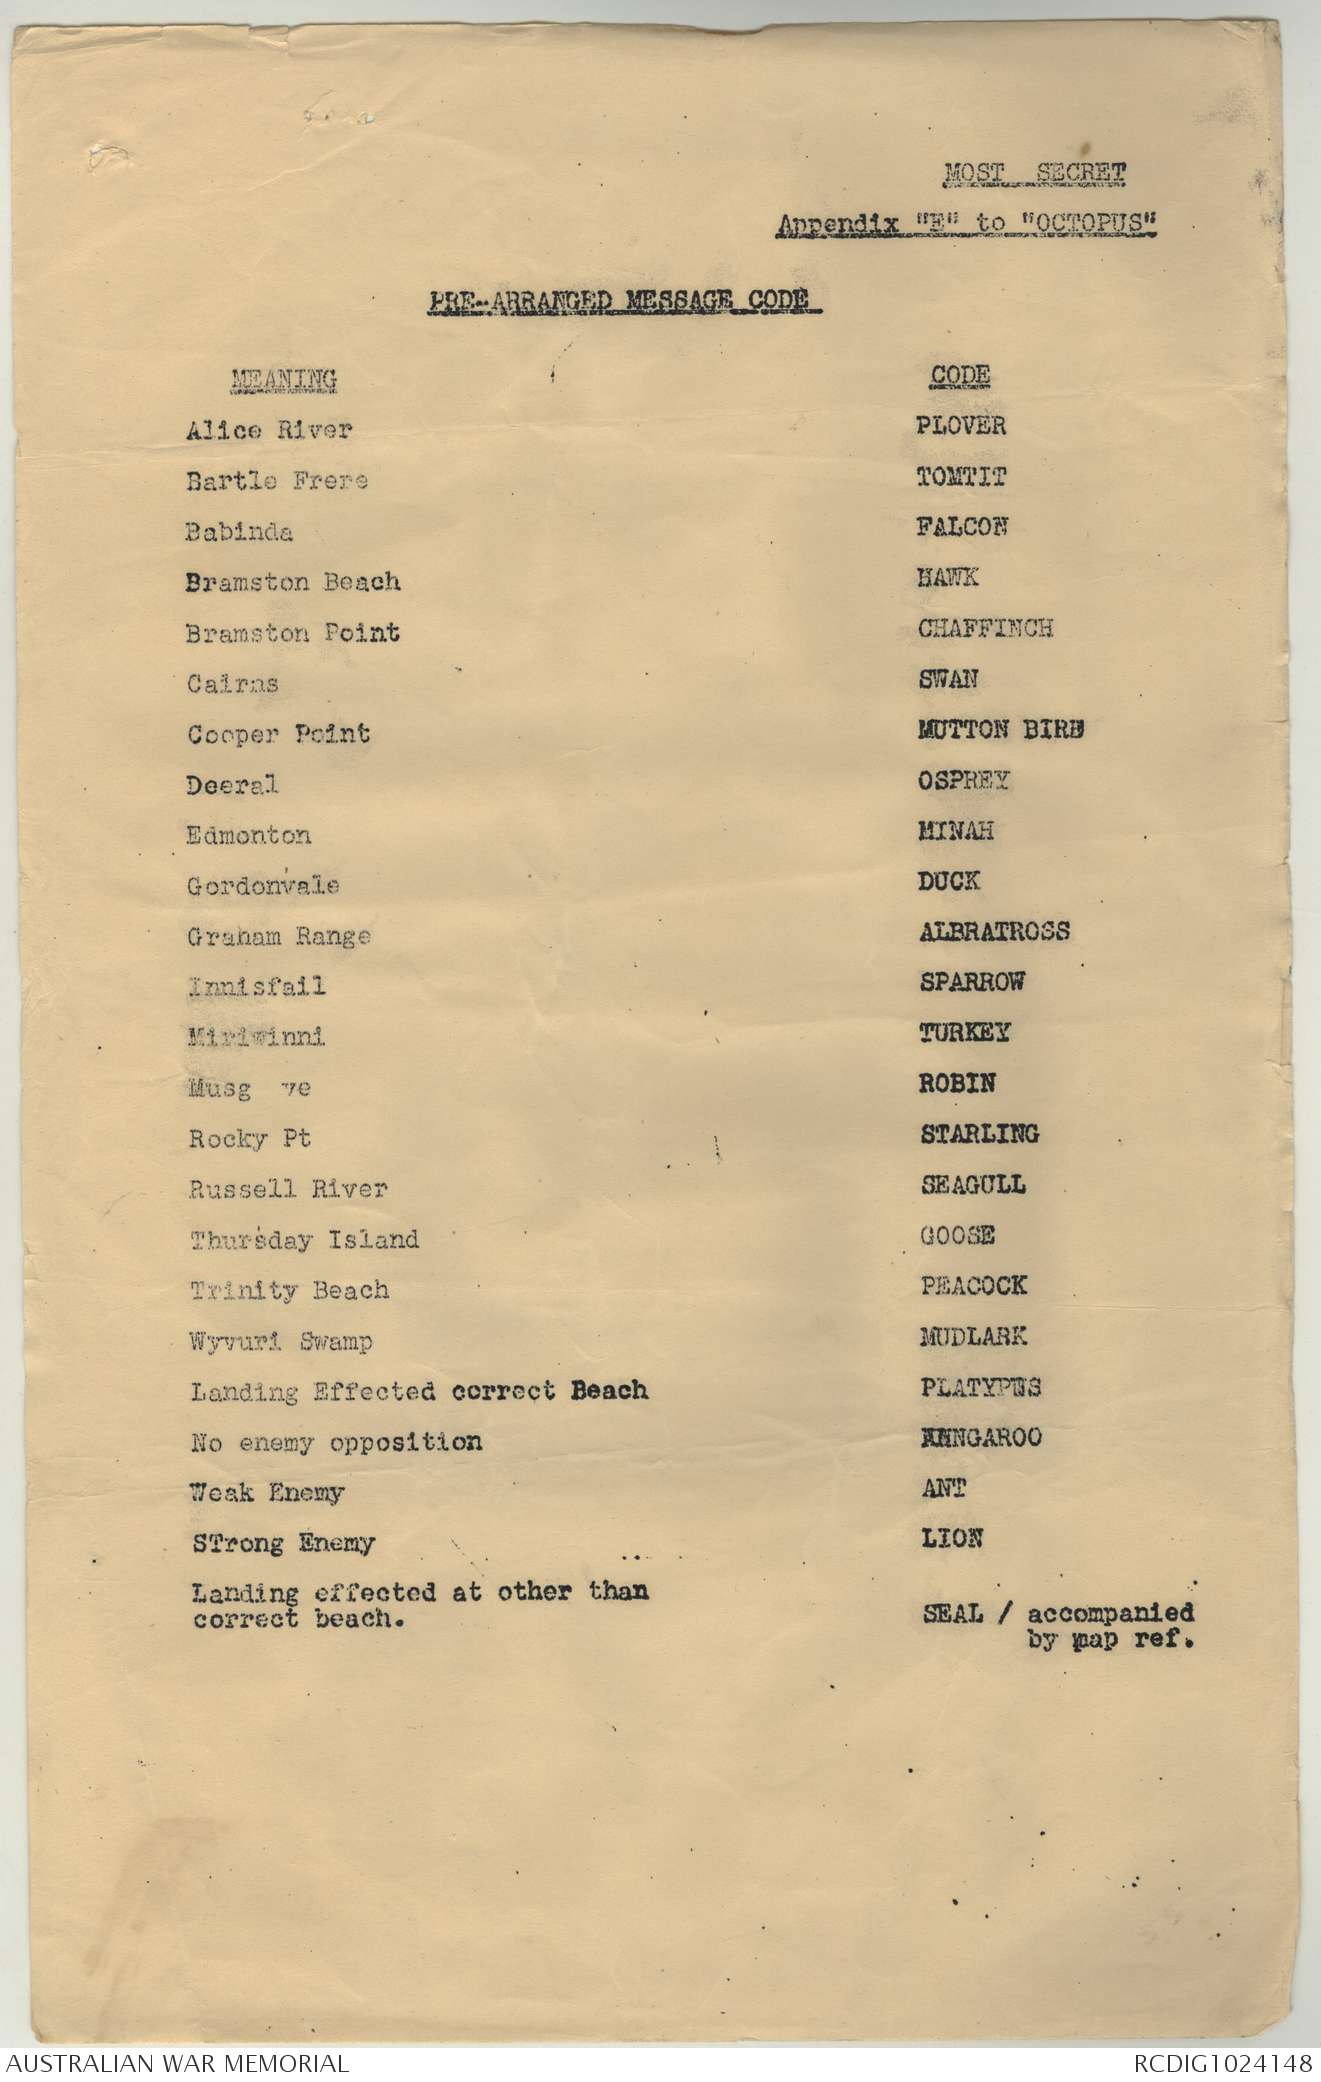 MOST SECRET
Appendix "E" to "OCTOPUS"
PRE-ARRANGED MESSAGE CODE
MEANING CODE
Alice River PLOVER
Bartle Frere TOMTIT
Babinda FALCON
Bramston Beach HAWK
Bramston Point CHAFFINCH
Cairns SWAN
Cooper Point MUTTON BIRD
Deeral OSPREY
Edmonton MINAH
Gordonvale DUCK
Graham Range ALBRATROSS
Innisfail SPARROW
Miriwinni TURKEY
Musg ve ROBIN
Rocky Pt STARLING
Russell River SEAGULL
Thursday Island GOOSE
Trinity Beach PEACOCK
Wyvuri Swamp MUDLARK
Landing Effected correct Beach PLATYPUS
No enemy opposition KANGAROO
Weak Enemy ANT
STrong Enemy LION
Landing effected at other than
correct beach. SEAL / accompanied
by map ref.
AUSTRALIAN WAR MEMORIAL RCDIG1024148